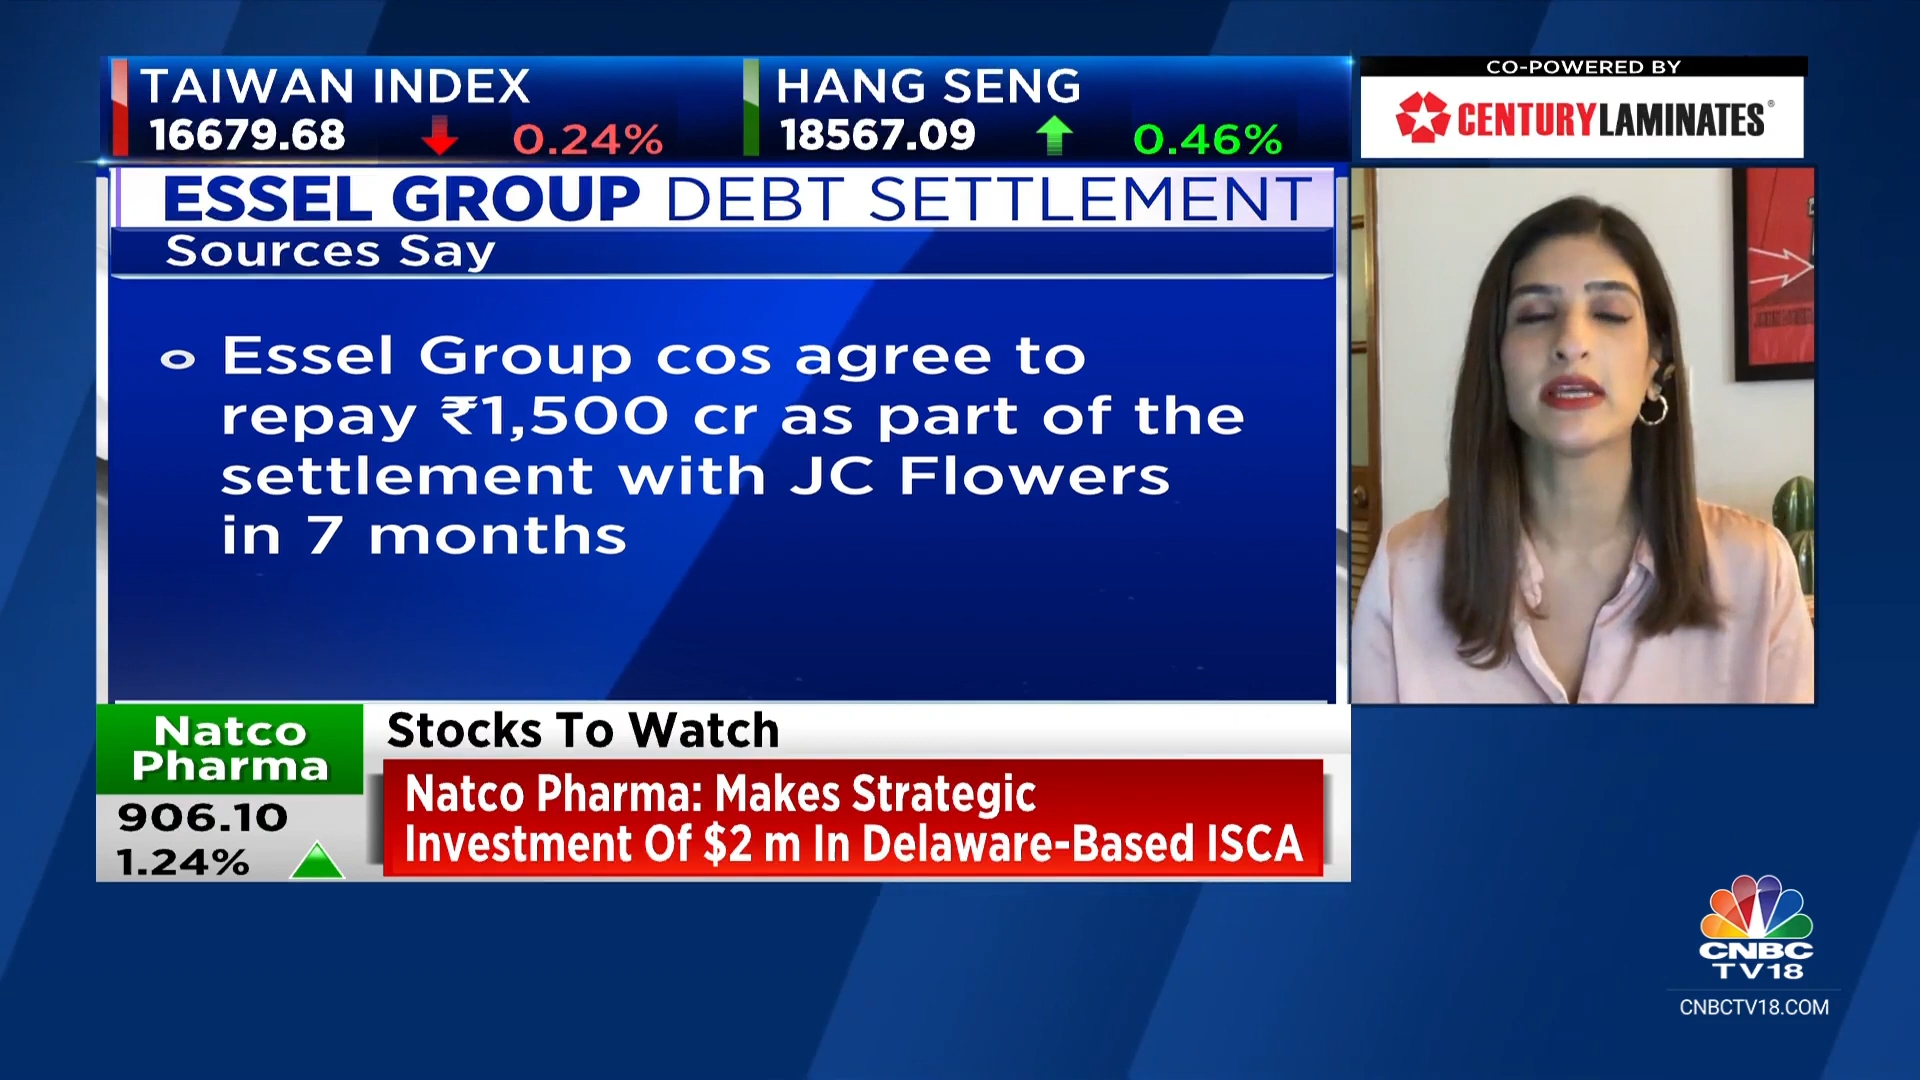 TAIWAN INDEX
16679.68 0.24%
HANG SENG
18567.09 0.46%
CO-POWERED BY
CENTURYLAMINATES®
ESSEL GROUP DEBT SETTLEMENT
Sources Say
Essel Group cos agree to
repay ₹1,500 cr as part of the
settlement with JC Flowers
in 7 months
Natco
Pharma
906.10
1.24%
Stocks To Watch
Natco Pharma: Makes Strategic
Investment Of $2 m In Delaware-Based ISCA
CNBC
TV18
CNBCTV18.COM